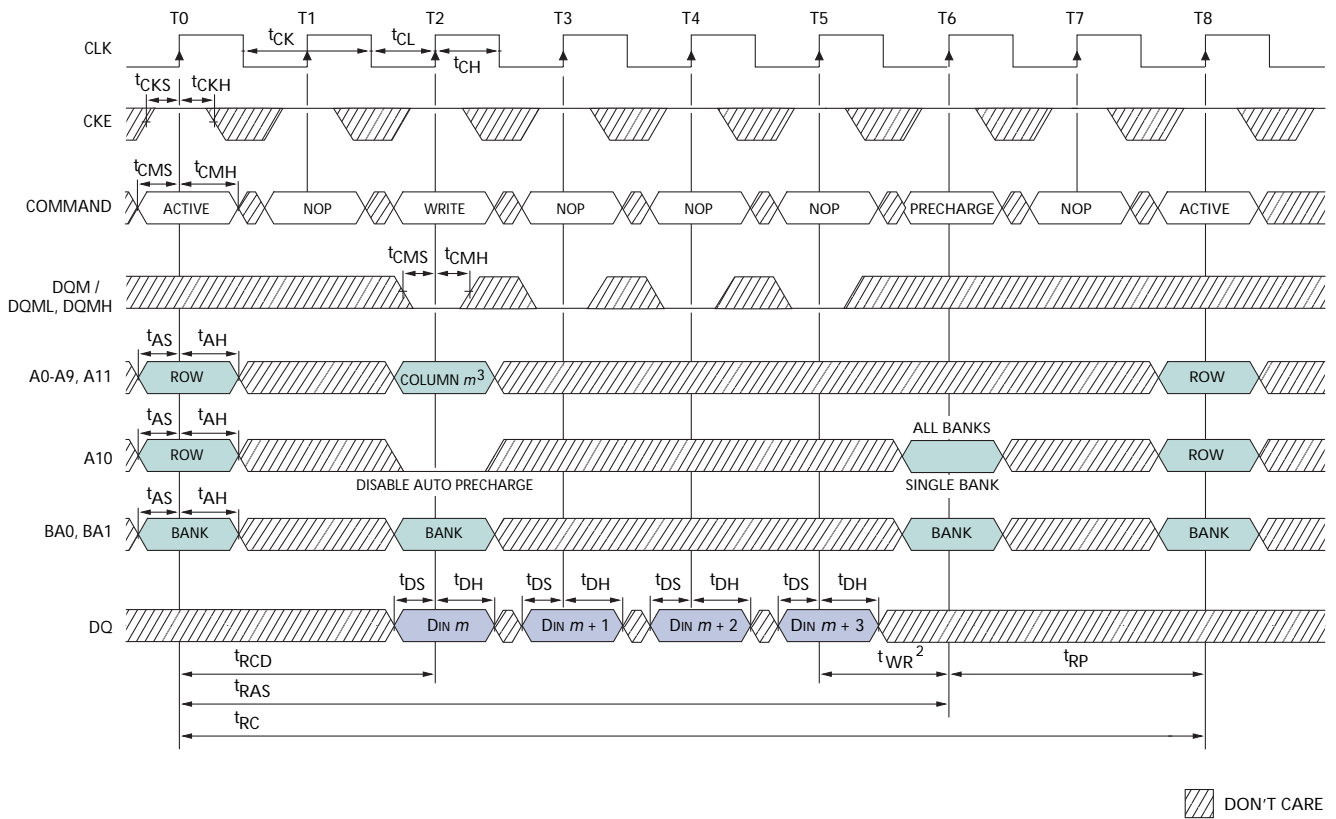 T0 T1 T2 T3 T4 T5 T6 T7 T8
CLK
tCK tCL
tCH
tCKS tCKH
CKE
tCMS tCMH
COMMAND ACTIVE NOP WRITE NOP NOP NOP PRECHARGE NOP ACTIVE
tCMS tCMH
DQM /
DQML, DQMH
tAS tAH
A0-A9, A11 ROW COLUMN m3 ROW
tAS tAH
ALL BANKS
A10 ROW ROW
DISABLE AUTO PRECHARGE SINGLE BANK
tAS tAH
BA0, BA1 BANK BANK BANK BANK
tDS tDH tDS tDH tDS tDH tDS tDH
DQ DIN m DIN m + 1 DIN m + 2 DIN m + 3
tRCD tWR2 tRP
tRAS
tRC
DON'T CARE